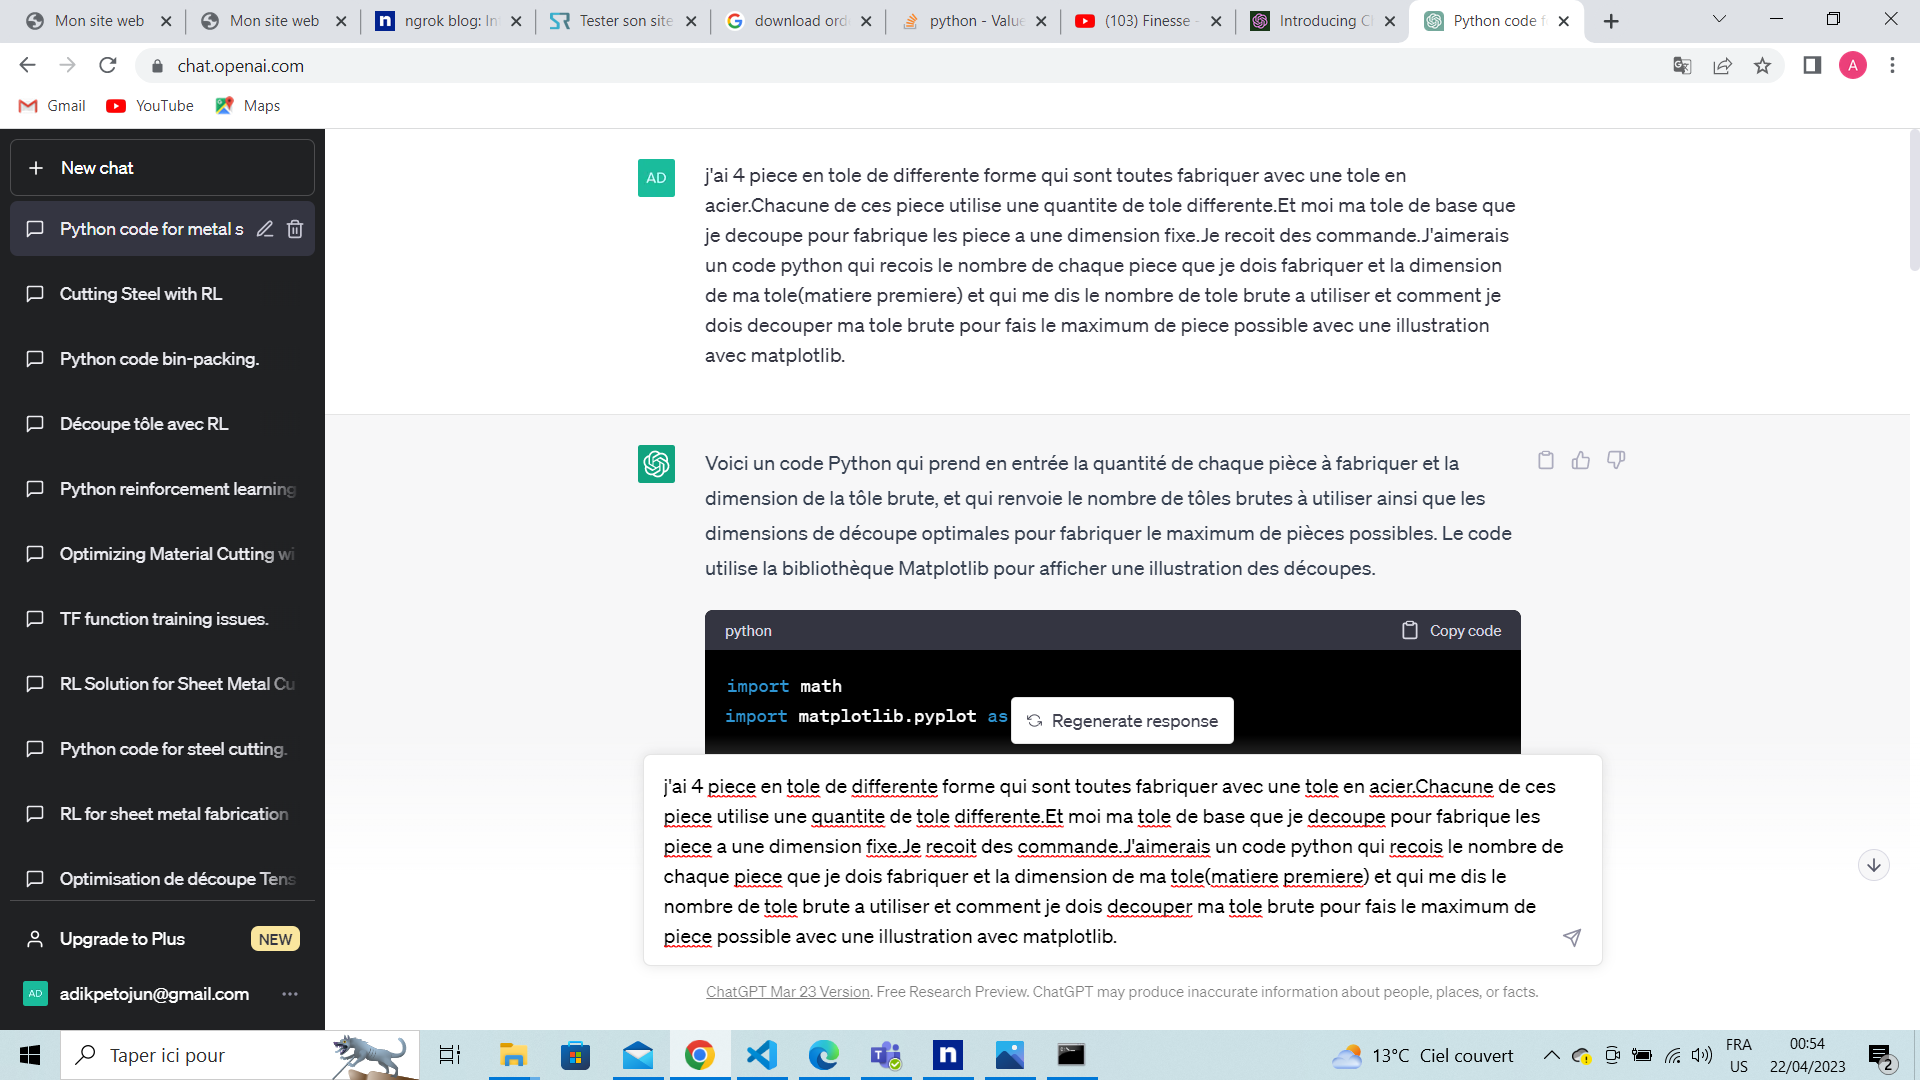 Mon site web
Mon site web
ngrok blog: In
Tester son site
download ord
python - Value
(103) Finesse -
Introducing C
Python code f
chat.openai.com
A
Gmail
YouTube
Maps
New chat
Python code for metal s
Cutting Steel with RL
Python code bin-packing.
Découpe tôle avec RL
Python reinforcement learning
Optimizing Material Cutting wi
TF function training issues.
RL Solution for Sheet Metal Cu
Python code for steel cutting.
RL for sheet metal fabrication
Optimisation de découpe Tens
Upgrade to Plus
NEW
AD
adikpetojun@gmail.com
AD
j'ai 4 piece en tole de differente forme qui sont toutes fabriquer avec une tole en
acier.Chacune de ces piece utilise une quantite de tole differente.Et moi ma tole de base que
je decoupe pour fabrique les piece a une dimension fixe.Je recoit des commande.J'aimerais
un code python qui recois le nombre de chaque piece que je dois fabriquer et la dimension
de ma tole(matiere premiere) et qui me dis le nombre de tole brute a utiliser et comment je
dois decouper ma tole brute pour fais le maximum de piece possible avec une illustration
avec matplotlib.
Voici un code Python qui prend en entrée la quantité de chaque pièce à fabriquer et la
dimension de la tôle brute, et qui renvoie le nombre de tôles brutes à utiliser ainsi que les
dimensions de découpe optimales pour fabriquer le maximum de pièces possibles. Le code
utilise la bibliothèque Matplotlib pour afficher une illustration des découpes.
python
Copy code
import math
import matplotlib.pyplot as
Regenerate response
j'ai 4 piece en tole de differente forme qui sont toutes fabriquer avec une tole en acier.Chacune de ces
piece utilise une quantite de tole differente.Et moi ma tole de base que je decoupe pour fabrique les
piece a une dimension fixe.Je recoit des commande.J'aimerais un code python qui recois le nombre de
chaque piece que je dois fabriquer et la dimension de ma tole(matiere premiere) et qui me dis le
nombre de tole brute a utiliser et comment je dois decouper ma tole brute pour fais le maximum de
piece possible avec une illustration avec matplotlib.
ChatGPT Mar 23 Version. Free Research Preview. ChatGPT may produce inaccurate information about people, places, or facts.
Taper ici pour
13°C Ciel couvert
FRA
US
00:54
22/04/2023
2